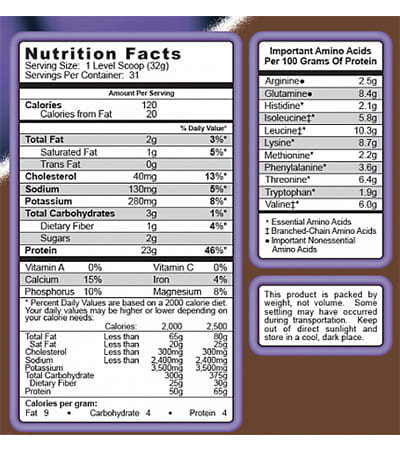 Nutrition Facts
Serving Size: 1 Level Scoop (32g)
Servings Per Container: 31
Amount Per Serving
Calories 120
Calories from Fat 20
% Daily Value*
Total Fat 2g 3%*
Saturated Fat 1g 5%*
Trans Fat 0g
Cholesterol 40mg 13%*
Sodium 130mg 5%*
Potassium 280mg 8%*
Total Carbohydrates 3g 1%*
Dietary Fiber 1g 4%*
Sugars 2g
Protein 23g 46%*
Vitamin A 0% Vitamin C 0%
Calcium 15% Iron 4%
Phosphorus 10% Magnesium 8%
* Percent Daily Values are based on a 2000 calorie diet.
Your daily values may be higher or lower depending on
your calorie needs:
Calories: 2,000 2,500
Total Fat Less than 65g 80g
Sat Fat Less than 20g 25g
Cholesterol Less than 300mg 300mg
Sodium Less than 2,400mg 2,400mg
Potassium 3,500mg 3,500mg
Total Carbohydrate 300g 375g
Dietary Fiber 25g 30g
Protein 50g 65g
Calories per gram:
Fat 9 • Carbohydrate 4 • Protein 4
Important Amino Acids
Per 100 Grams Of Protein
Arginine● 2.5g
Glutamine● 8.4g
Histidine* 2.1g
Isoleucine‡* 5.8g
Leucine‡* 10.3g
Lysine* 8.7g
Methionine* 2.2g
Phenylalanine* 3.6g
Threonine* 6.4g
Tryptophan* 1.9g
Valine‡* 6.0g
* Essential Amino Acids
‡ Branched-Chain Amino Acids
● Important Nonessential
Amino Acids
This product is packed by
weight, not volume. Some
settling may have occurred
during transportation. Keep
out of direct sunlight and
store in a cool, dark place.